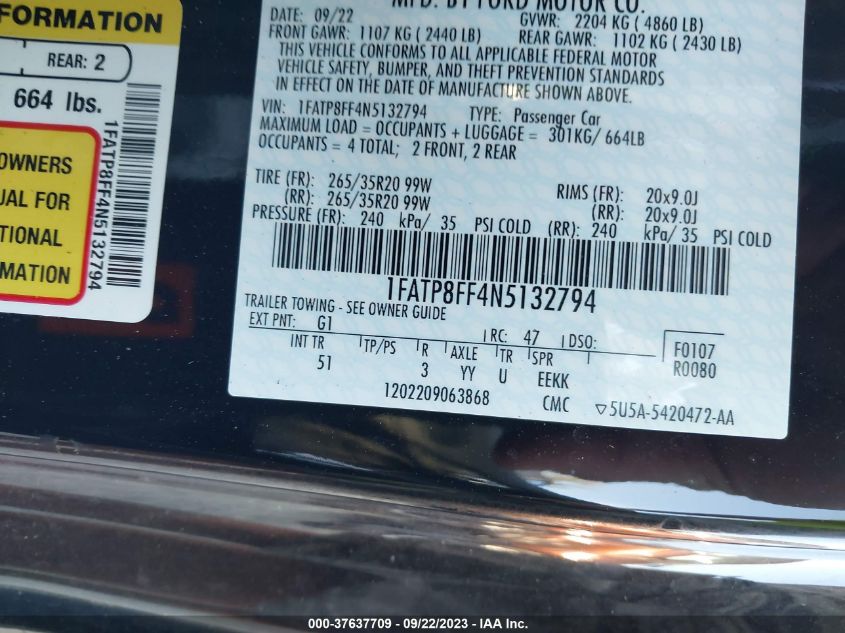 FORMATION
REAR: 2
664 lbs.
OWNERS
UAL FOR
TIONAL
MATION
1FATP8FF4N5132794
MFD. BY FORD MOTOR CO.
DATE: 09/22 GVWR: 2204 KG ( 4860 LB)
FRONT GAWR: 1107 KG ( 2440 LB) REAR GAWR: 1102 KG ( 2430 LB)
THIS VEHICLE CONFORMS TO ALL APPLICABLE FEDERAL MOTOR
VEHICLE SAFETY, BUMPER, AND THEFT PREVENTION STANDARDS
IN EFFECT ON THE DATE OF MANUFACTURE SHOWN ABOVE.
VIN: 1FATP8FF4N5132794 TYPE: Passenger Car
MAXIMUM LOAD = OCCUPANTS + LUGGAGE = 301KG/ 664LB
OCCUPANTS = 4 TOTAL; 2 FRONT, 2 REAR
TIRE (FR): 265/35R20 99W RIMS (FR): 20x9.0J
(RR): 265/35R20 99W (RR): 20x9.0J
PRESSURE (FR): 240 kPa/ 35 PSI COLD (RR): 240 kPa/ 35 PSI COLD
1FATP8FF4N5132794
TRAILER TOWING - SEE OWNER GUIDE
EXT PNT: G1 RC: 47 DSO: F0107
INT TR TP/PS R AXLE TR SPR R0080
51 3 YY U EEKK
1202209063868 CMC ▽5U5A-5420472-AA
000-37637709 - 09/22/2023 - IAA Inc.